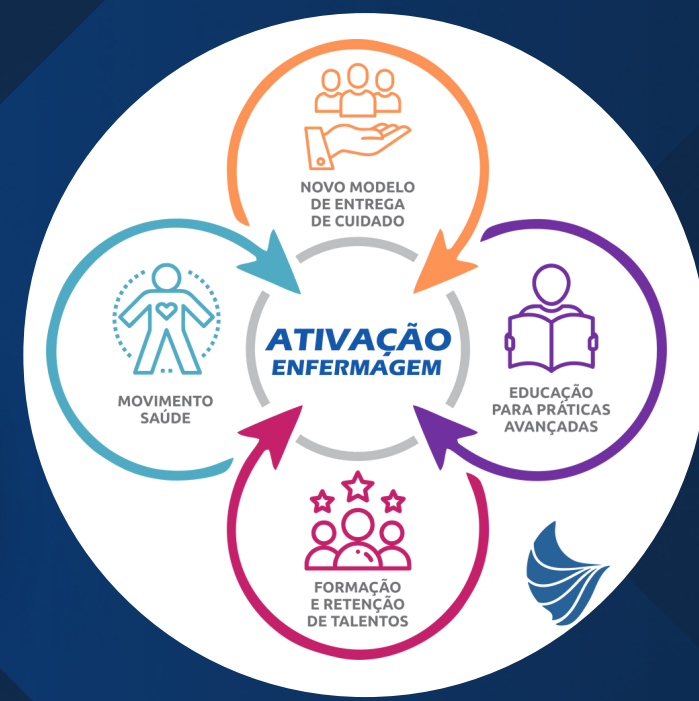 NOVO MODELO
DE ENTREGA
DE CUIDADO
ATIVAÇÃO
ENFERMAGEM
MOVIMENTO
SAÚDE
EDUCAÇÃO
PARA PRÁTICAS
AVANÇADAS
FORMAÇÃO
E RETENÇÃO
DE TALENTOS